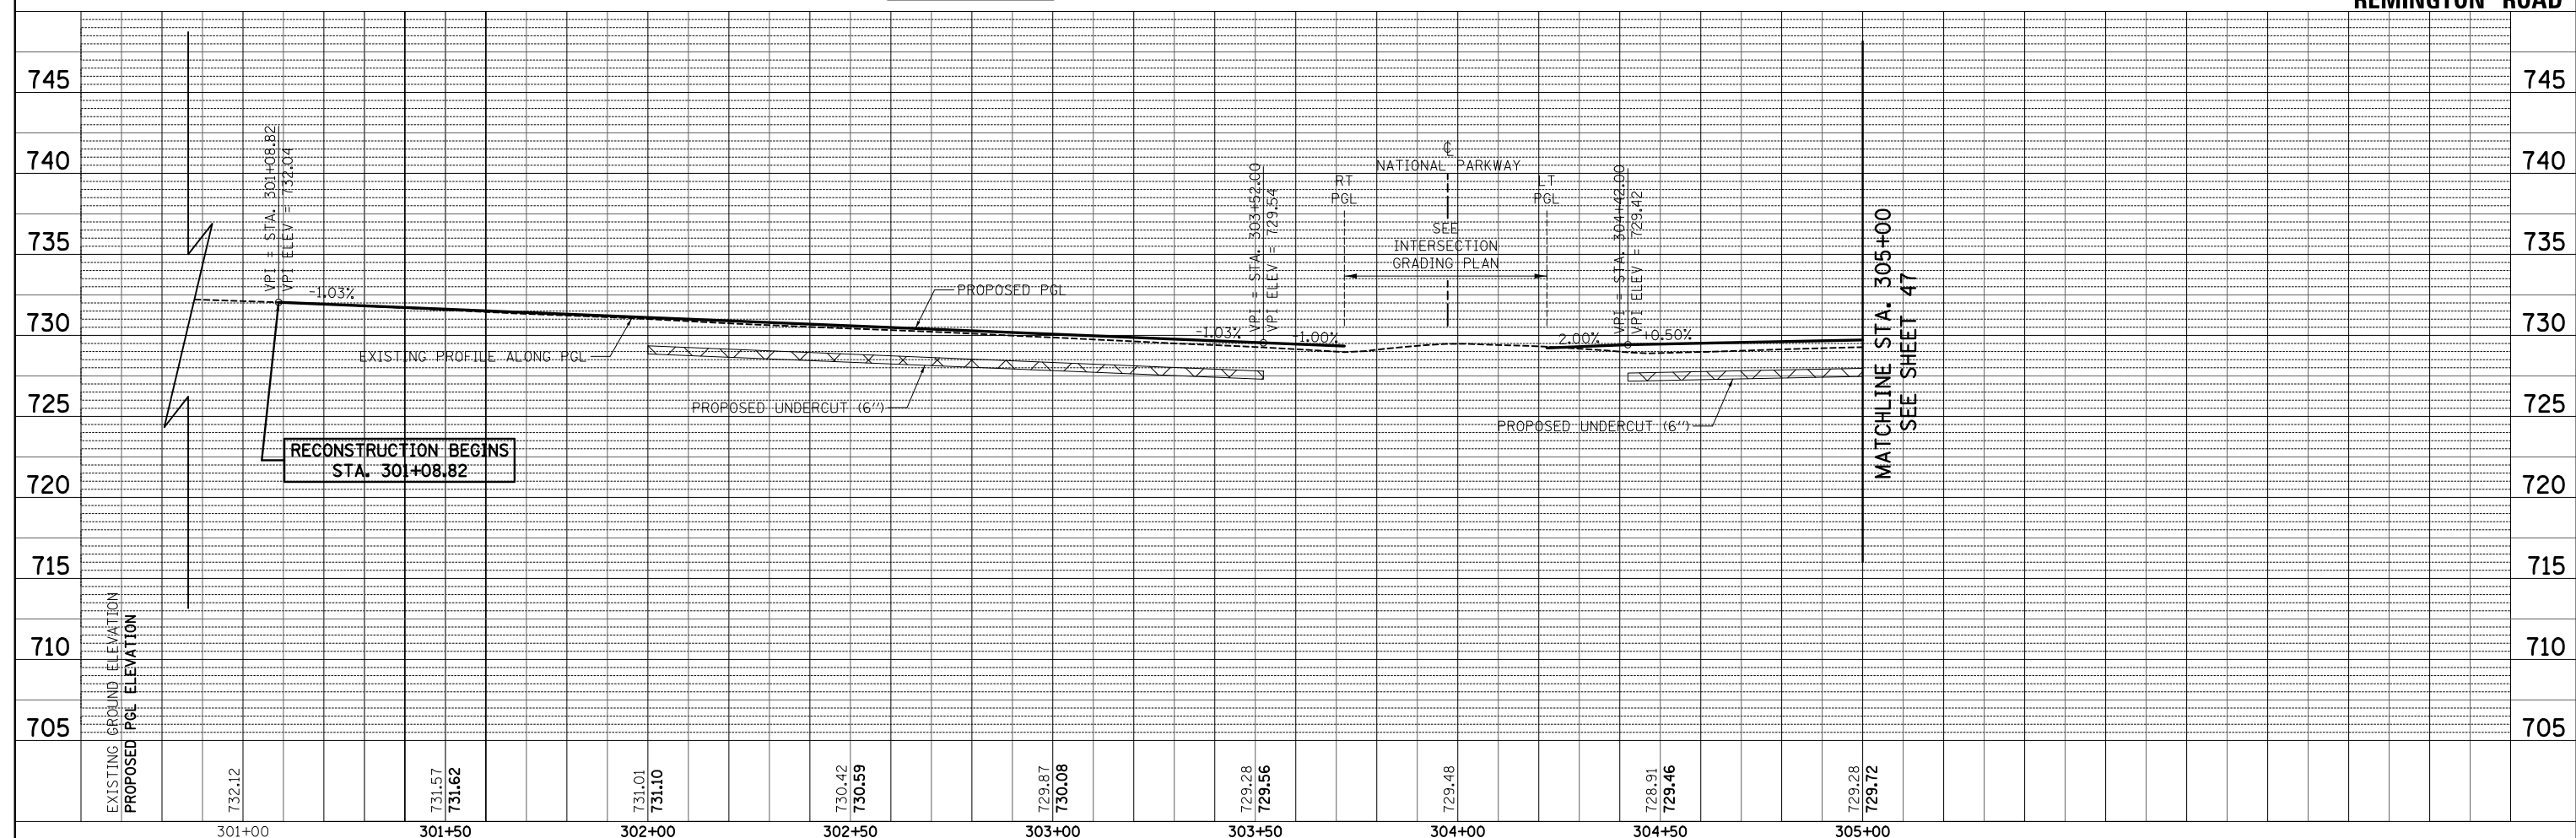 REMINGTON ROAD
745
745
740
740
735
735
730
730
725
725
720
720
715
715
710
710
705
705
VPI = STA. 301+08.82
VPI ELEV = 732.04
-1.03%
EXISTING PROFILE ALONG PGL
PROPOSED PGL
PROPOSED UNDERCUT (6'')
RECONSTRUCTION BEGINS
STA. 301+08.82
-1.03%
VPI = STA. 303+52.00
VPI ELEV = 729.54
-1.00%
RT
PGL
℄
NATIONAL PARKWAY
SEE
INTERSECTION
GRADING PLAN
LT
PGL
2.00%
VPI = STA. 304+42.00
VPI ELEV = 729.42
+0.50%
PROPOSED UNDERCUT (6'')
MATCHLINE STA. 305+00
SEE SHEET 47
EXISTING GROUND ELEVATION
PROPOSED PGL ELEVATION
732.12
731.57
731.62
731.01
731.10
730.42
730.59
729.87
730.08
729.28
729.56
729.48
728.91
729.46
729.28
729.72
301+00
301+50
302+00
302+50
303+00
303+50
304+00
304+50
305+00